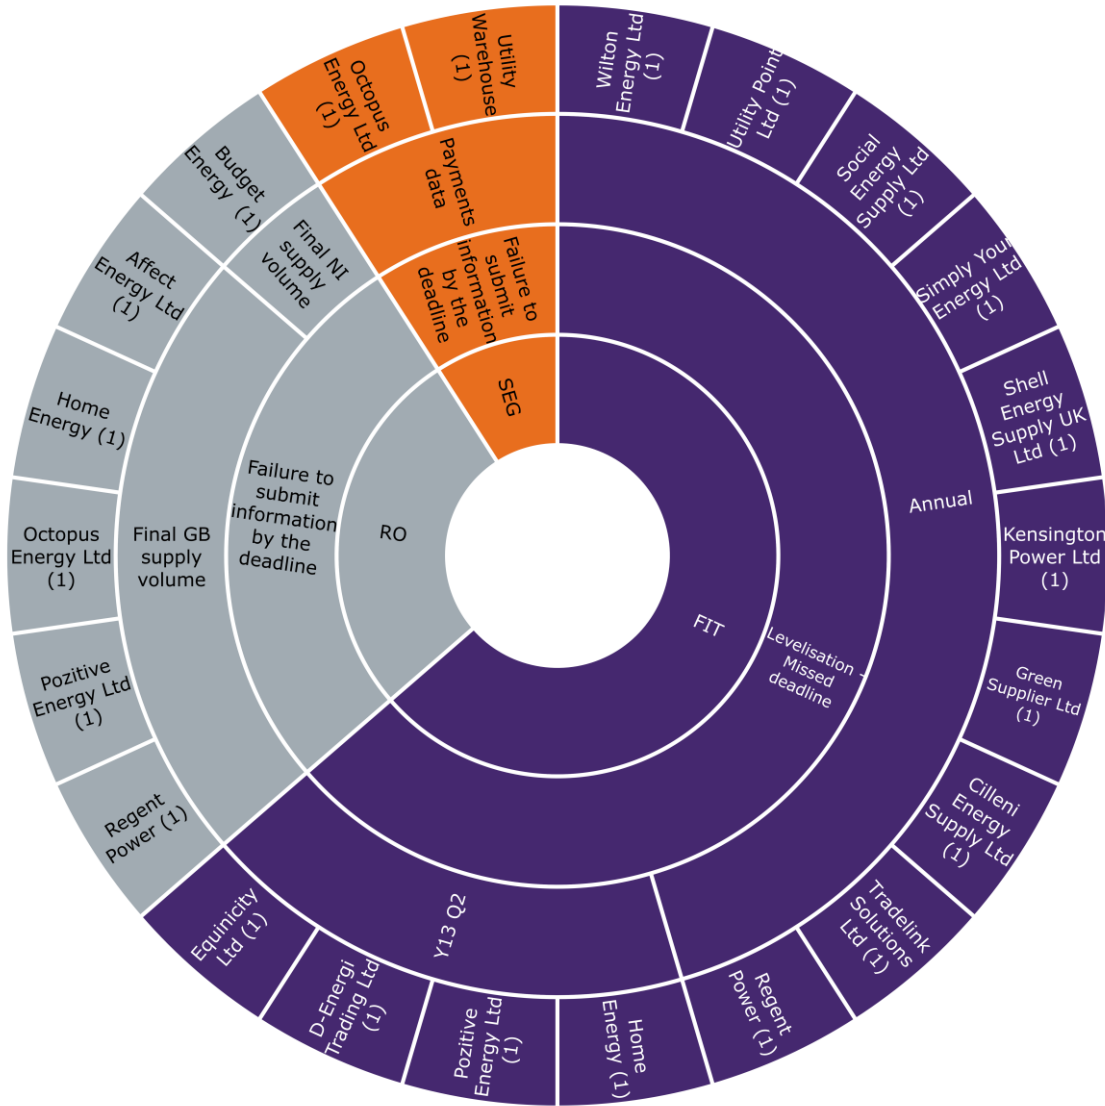 FIT
Levelisation -
Missed
deadline
Annual
Wilton
Energy Ltd
(1)
Utility Point
Ltd (1)
Social
Energy
Supply Ltd
(1)
Simply Your
Energy Ltd
(1)
Shell
Energy
Supply UK
Ltd (1)
Kensington
Power Ltd
(1)
Green
Supplier Ltd
(1)
Cilleni
Energy
Supply Ltd
(1)
Tradelink
Solutions
Ltd (1)
Regent
Power (1)
Y13 Q2
Home
Energy (1)
Pozitive
Energy Ltd
(1)
D-Energi
Trading Ltd
(1)
Equinicity
Ltd (1)
RO
Failure to
submit
information
by the
deadline
Final GB
supply
volume
Regent
Power (1)
Pozitive
Energy Ltd
(1)
Octopus
Energy Ltd
(1)
Home
Energy (1)
Affect
Energy Ltd
(1)
Final NI
supply
volume
Budget
Energy (1)
SEG
Failure to
submit
information
by the
deadline
Payments
data
Octopus
Energy Ltd
(1)
Utility
Warehouse
(1)